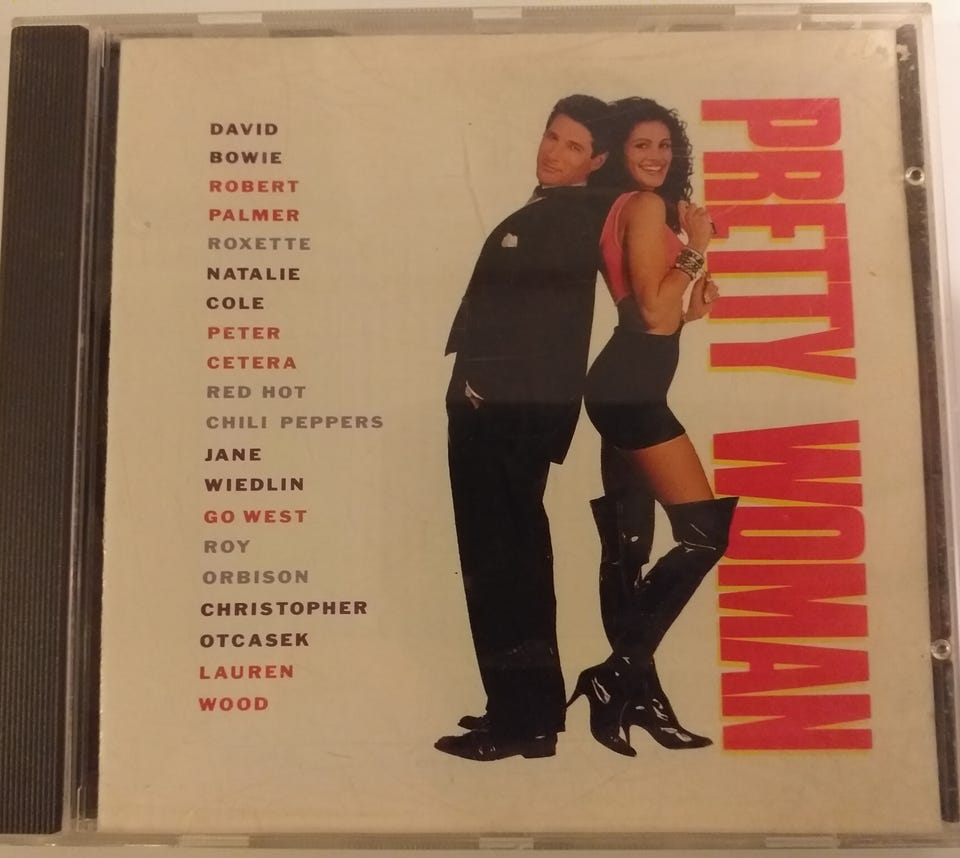 DAVID
BOWIE
ROBERT
PALMER
ROXETTE
NATALIE
COLE
PETER
CETERA
RED HOT
CHILI PEPPERS
JANE
WIEDLIN
GO WEST
ROY
ORBISON
CHRISTOPHER
OTCASEK
LAUREN
WOOD
PRETTY WOMAN